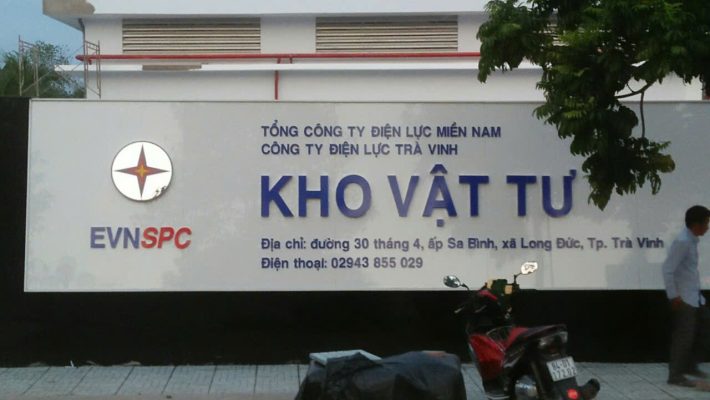 TỔNG CÔNG TY ĐIỆN LỰC MIỀN NAM
CÔNG TY ĐIỆN LỰC TRÀ VINH
KHO VẬT TƯ
EVNSPC
Địa chỉ: đường 30 tháng 4, ấp Sa Bình, xã Long Đức, Tp. Trà Vinh
Điện thoại: 02943 855 029